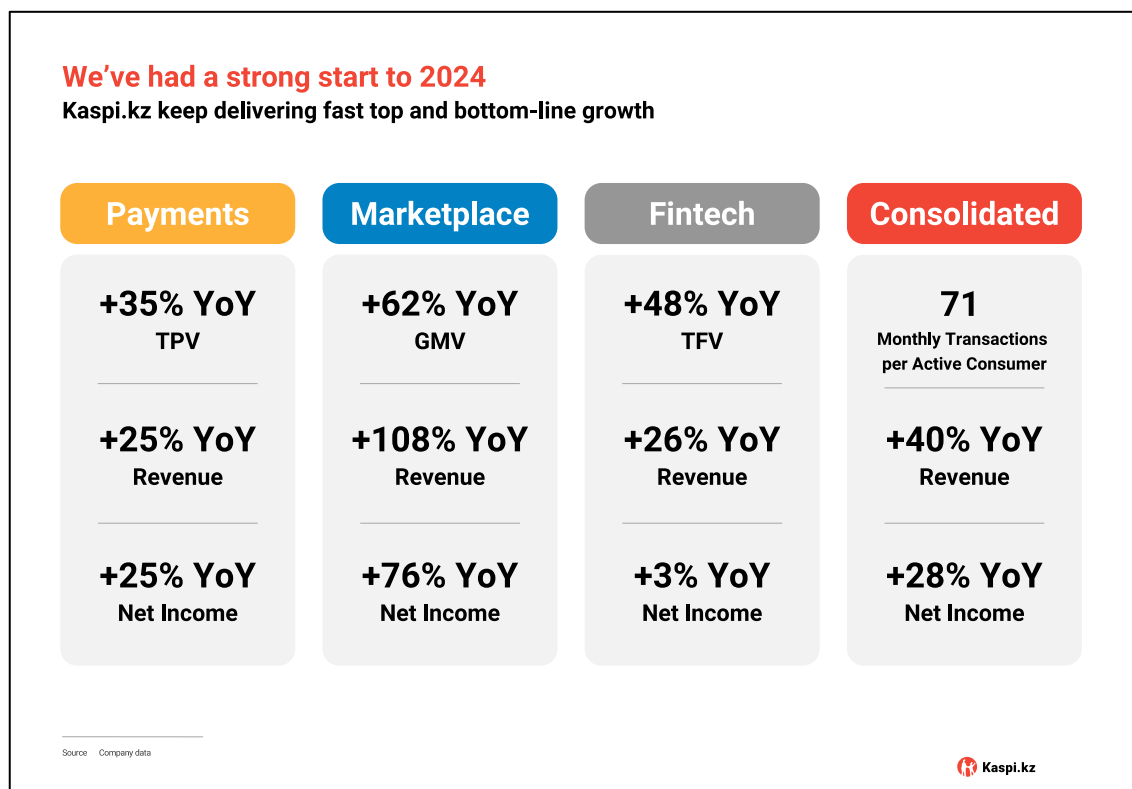 We’ve had a strong start to 2024
Kaspi.kz keep delivering fast top and bottom-line growth
Payments
+35% YoY
TPV
+25% YoY
Revenue
+25% YoY
Net Income
Marketplace
+62% YoY
GMV
+108% YoY
Revenue
+76% YoY
Net Income
Fintech
+48% YoY
TFV
+26% YoY
Revenue
+3% YoY
Net Income
Consolidated
71
Monthly Transactions
per Active Consumer
+40% YoY
Revenue
+28% YoY
Net Income
Source Company data
Kaspi.kz